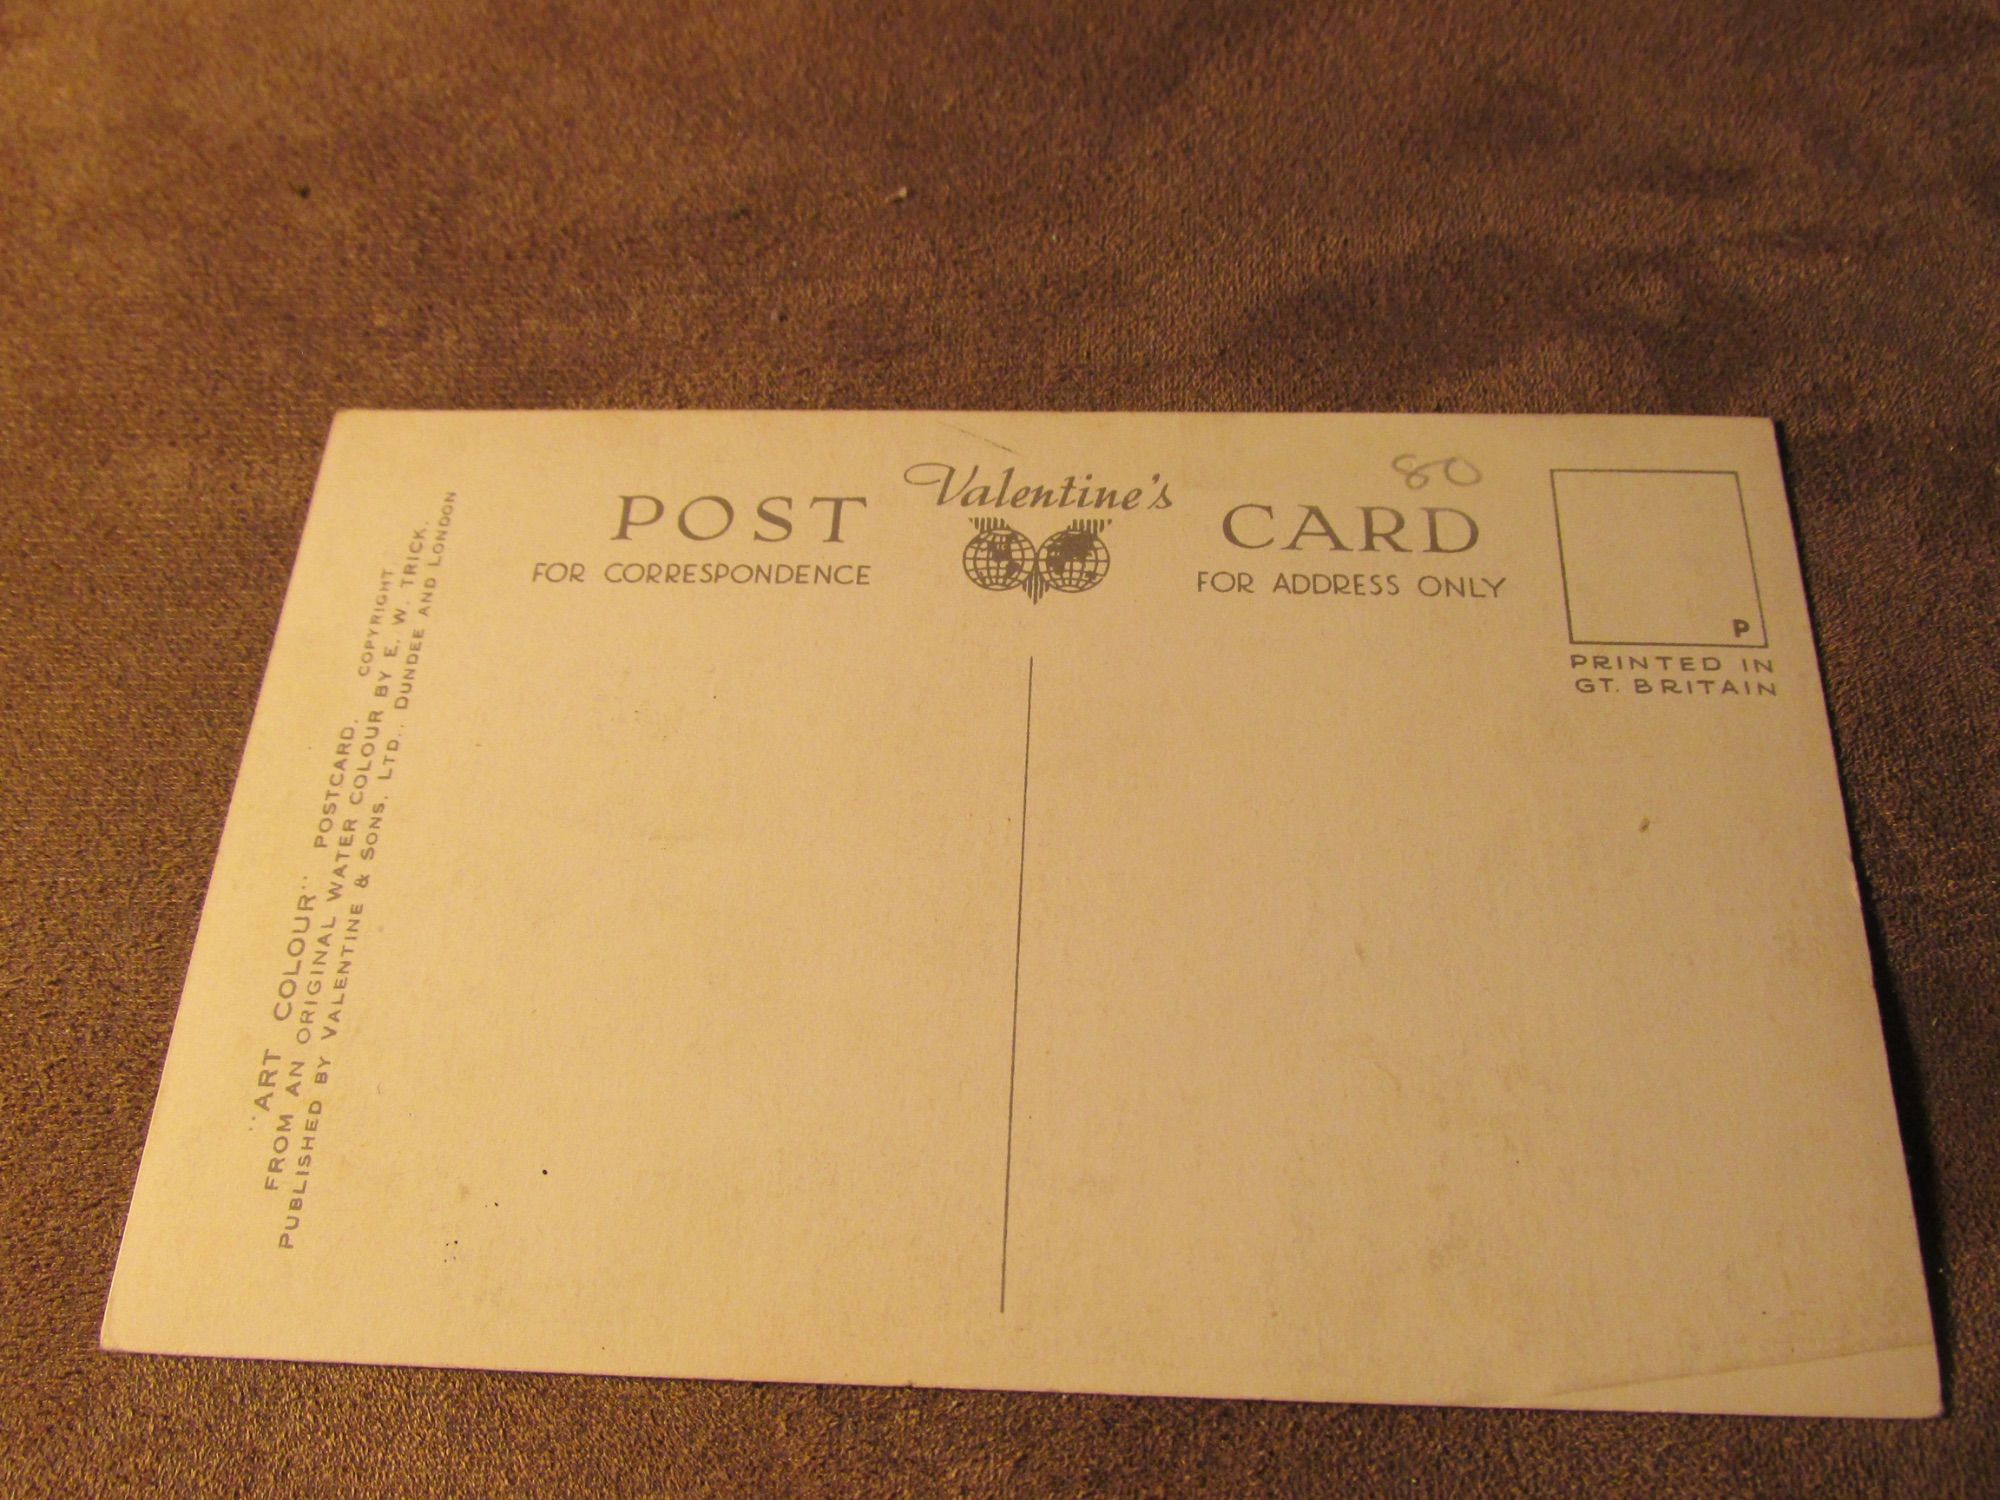 POST Valentine's CARD
80
FOR CORRESPONDENCE
FOR ADDRESS ONLY
P
PRINTED IN
GT. BRITAIN
"ART COLOUR" POSTCARD. COPYRIGHT.
FROM AN ORIGINAL WATER COLOUR BY E. W. TRICK.
PUBLISHED BY VALENTINE & SONS, LTD., DUNDEE AND LONDON